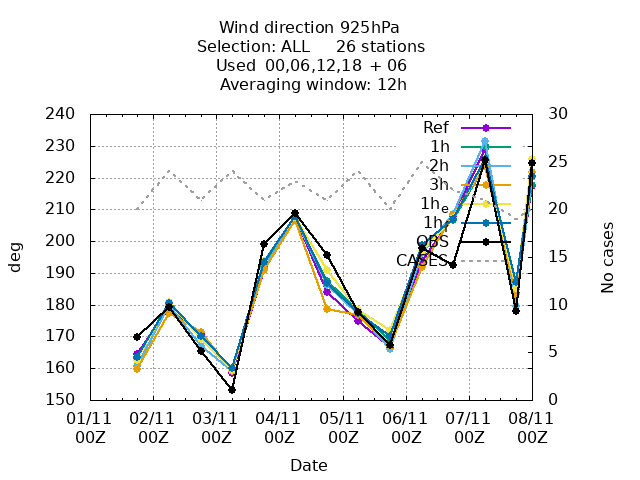 Wind direction 925hPa
Selection: ALL 26 stations
Used 00,06,12,18 + 06
Averaging window: 12h
240
230
220
210
200
190
180
170
160
150
deg
30
25
20
15
10
5
0
No cases
Ref
1h
2h
3h
1he
1h
OBS
CASES
01/11 02/11 03/11 04/11 05/11 06/11 07/11 08/11
00Z 00Z 00Z 00Z 00Z 00Z 00Z 00Z
Date